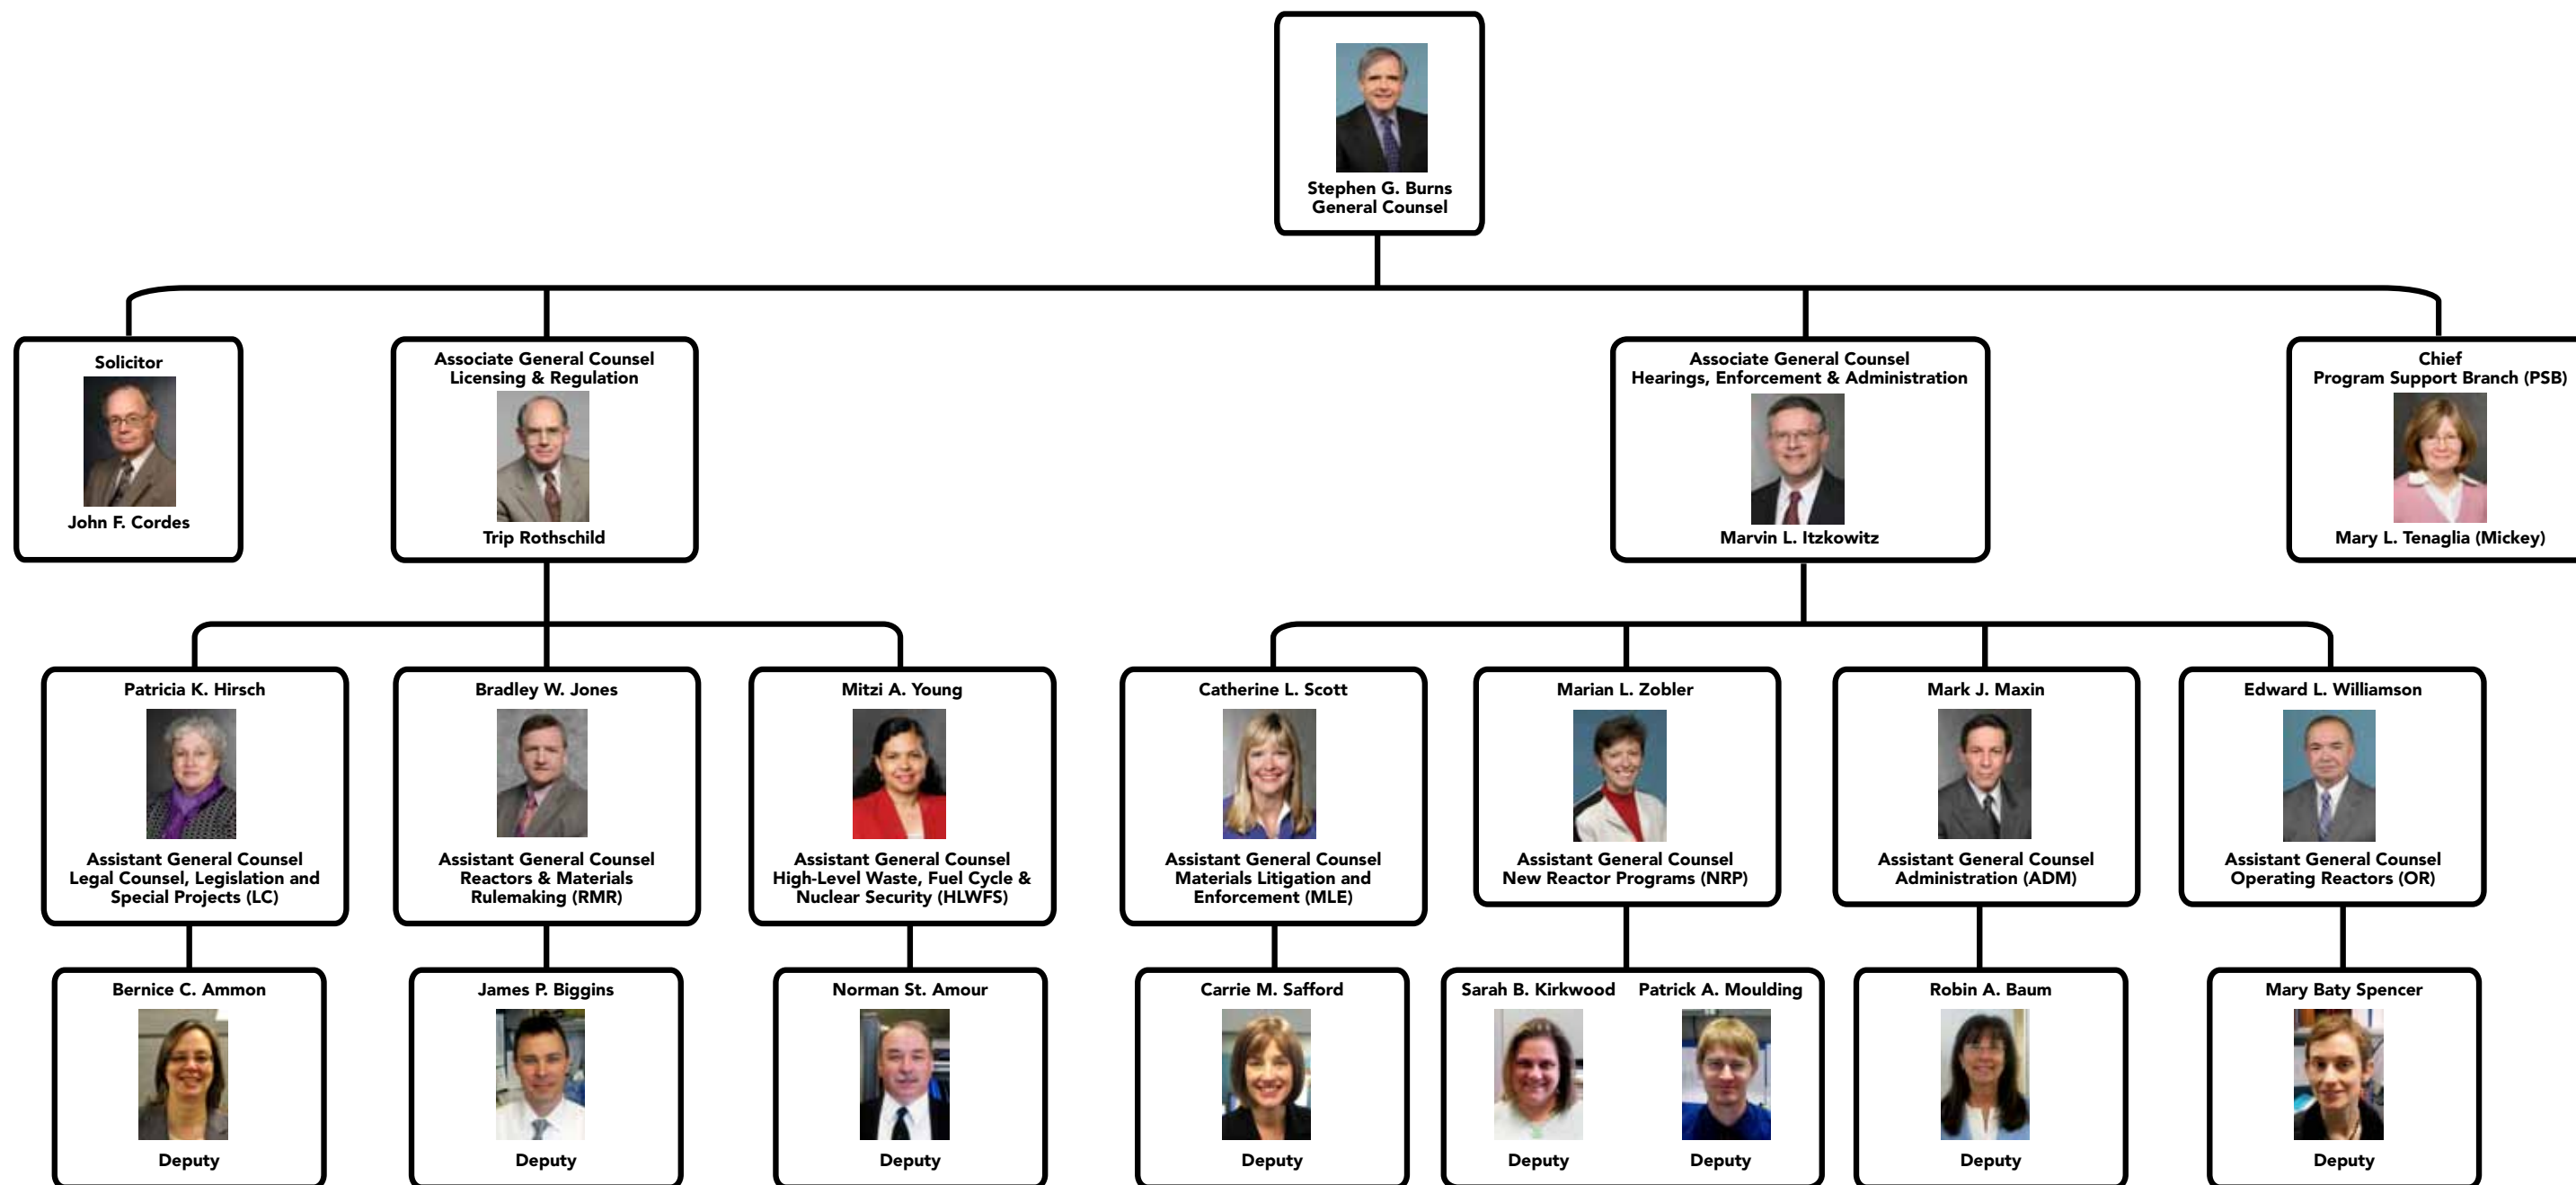 Stephen G. Burns
General Counsel
Solicitor
John F. Cordes
Associate General Counsel
Licensing & Regulation
Trip Rothschild
Associate General Counsel
Hearings, Enforcement & Administration
Marvin L. Itzkowitz
Chief
Program Support Branch (PSB)
Mary L. Tenaglia (Mickey)
Patricia K. Hirsch
Assistant General Counsel
Legal Counsel, Legislation and
Special Projects (LC)
Bradley W. Jones
Assistant General Counsel
Reactors & Materials
Rulemaking (RMR)
Mitzi A. Young
Assistant General Counsel
High-Level Waste, Fuel Cycle &
Nuclear Security (HLWFS)
Catherine L. Scott
Assistant General Counsel
Materials Litigation and
Enforcement (MLE)
Marian L. Zobler
Assistant General Counsel
New Reactor Programs (NRP)
Mark J. Maxin
Assistant General Counsel
Administration (ADM)
Edward L. Williamson
Assistant General Counsel
Operating Reactors (OR)
Bernice C. Ammon
Deputy
James P. Biggins
Deputy
Norman St. Amour
Deputy
Carrie M. Safford
Deputy
Sarah B. Kirkwood
Deputy
Patrick A. Moulding
Deputy
Robin A. Baum
Deputy
Mary Baty Spencer
Deputy